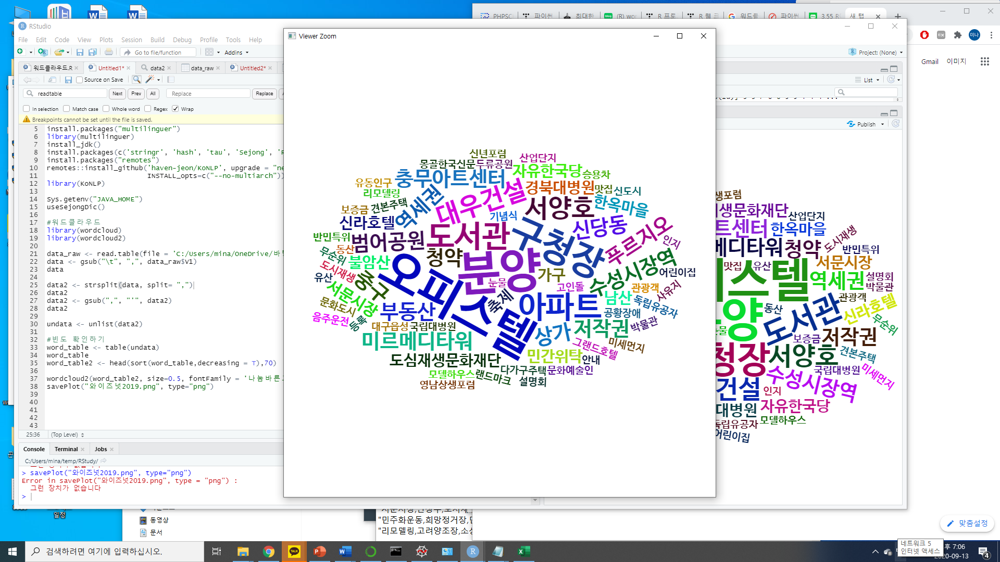 RStudio
File Edit Code View Plots Session Build Debug Profile Tools Help
Go to file/function
Addins
Project: (None)
워드클라우드.R
Untitled1*
data2
data_raw
Untitled2*
Source on Save
List
readtable
Next
Prev
All
Replace
Replace
In selection
Match case
Whole word
Regex
Wrap
Breakpoints cannot be set until the file is saved.
5 install.packages("multilinguer")
6 library(multilinguer)
7 install_jdk()
8 install.packages(c('stringr', 'hash', 'tau', 'Sejong',
9 install.packages("remotes")
10 remotes::install_github('haven-jeon/KoNLP', upgrade =
11 INSTALL_opts=c("--no-multiarch"))
12 library(KoNLP)
13
14 Sys.getenv("JAVA_HOME")
15 useSejongDic()
16
17 #워드클라우드
18 library(wordcloud)
19 library(wordcloud2)
20
21 data_raw <- read.table(file = 'C:/Users/mina/OneDrive/
22 data <- gsub("\t", ",", data_raw$V1)
23 data
24
25 data2 <- strsplit(data, split= ",")
26 data2
27 data2 <- gsub(",", "'", data2)
28 data2
29
30 undata <- unlist(data2)
31
32 #빈도 확인하기
33 word_table <- table(undata)
34 word_table
35 word_table2 <- head(sort(word_table,decreasing = T),70)
36
37 wordcloud2(word_table2, size=0.5, fontFamily = '나눔바른
38 savePlot("와이즈넛2019.png", type="png")
39
40
41
42
43
25:36
(Top Level)
Console
Terminal
Jobs
C:/Users/mina/temp/RStudy/
> savePlot("와이즈넛2019.png", type="png")
Error in savePlot("와이즈넛2019.png", type = "png") :
그런 장치가 없습니다
>
Viewer Zoom
신년포럼
산업단지
몽골한국신문
두류공원
자유한국당
승용차
충무아트센터
유동인구
경북대병원
맛집
신도시
리모델링
역세권
대우건설
서양호
한옥마을
견본주택
보증금
기념식
신라호텔
도서관
구청장
신당동
푸르지오
반민특위
범어공원
인지
동산
무순위
불암산
청약
분양
오피스텔
가구
수성시장역
어린이집
도시재생
유산
중구
눈물
고인돌
관광객
사유지
서문시장
축제
아파트
남산
독립유공자
문화도시
부동산
공황장애
음주운전
등록
대구읍성
국립대병원
상가
저작권
박물관
미르메디타워
그랜드호텔
미세먼지
도심재생문화재단
민간위탁
안내
모델하우스
랜드마크
다가구주택
문화예술인
영남상생포럼
설명회
Publish
생포럼
생문화재단
산업단지
트센터
한옥마을
도시재생
메디타워
청약
반민특위
맛집
유산
서문시장
스텔
역세권
설명회
박물관
관광객
양
동산
도서관
신라호텔
무순위
눈물
보증금
저작권
청장
서양호
견본주택
국립대병원
미세먼지
건설
수성시장역
인지
대병원
자유한국당
독립유공자
모델하우스
어린이집
PHPSC
파이썬
최대한
(R) wo
R 프로
R 웹 크
워드클
파이썬
3.55 R
새 탭
미나
Gmail
이미지
맞춤설정
일정
동영상
문서
"민주화운동,희망정거장,
"리모델링,고려양조장,소
검색하려면 여기에 입력하십시오.
TALK
네트워크 5
인터넷 액세스
후 7:06
2020-09-13
4